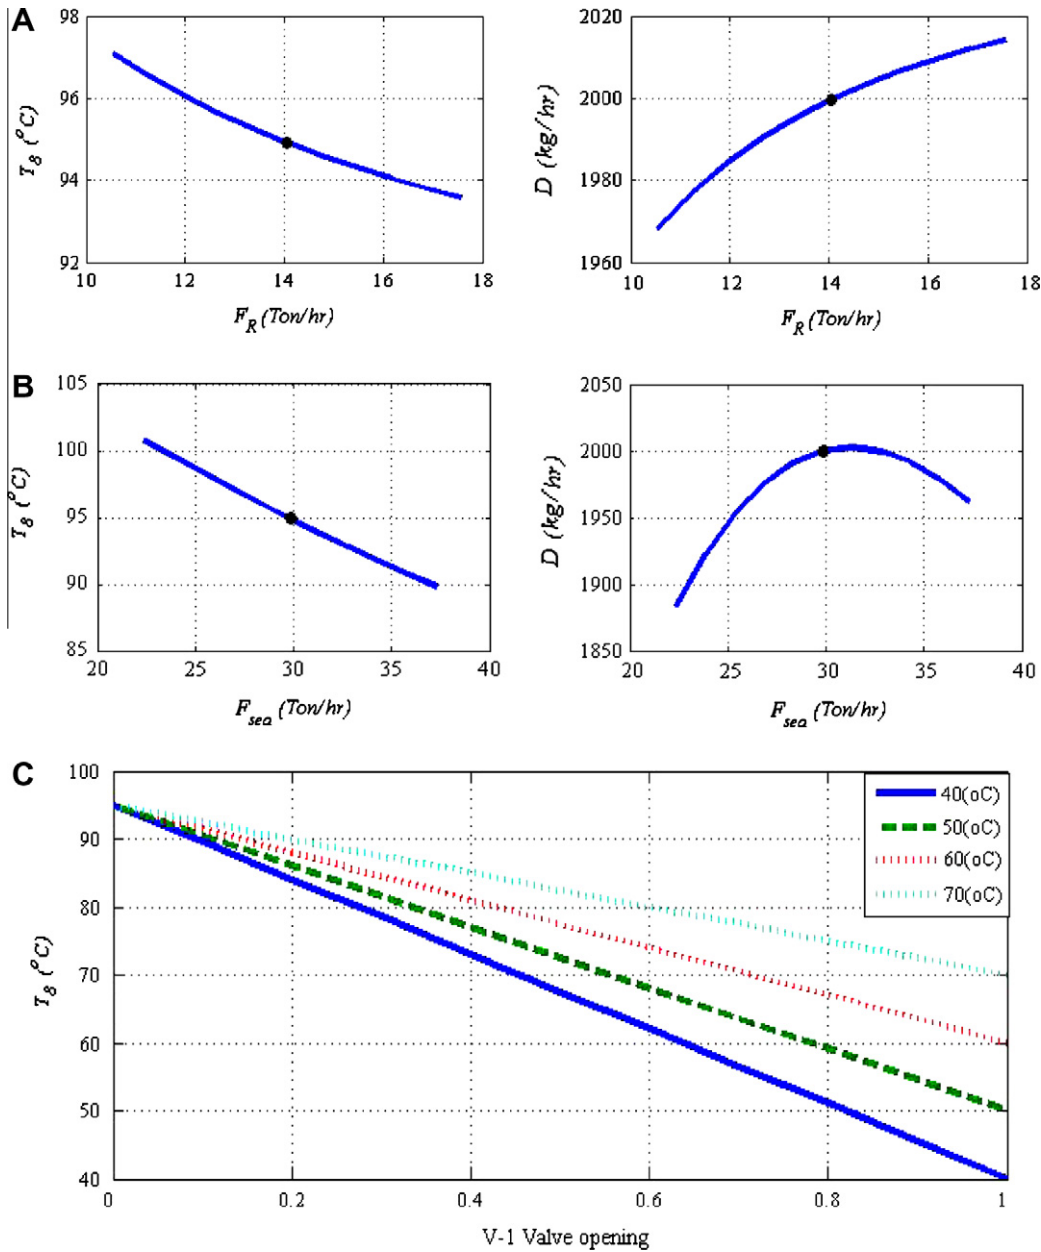 A
98
96
94
92
10 12 14 16 18
T8 (°C)
FR (Ton/hr)
2020
2000
1980
1960
10 12 14 16 18
D (kg/hr)
FR (Ton/hr)
B
105
100
95
90
85
20 25 30 35 40
T8 (°C)
Fsea (Ton/hr)
2050
2000
1950
1900
1850
20 25 30 35 40
D (kg/hr)
Fsea (Ton/hr)
C
100
90
80
70
60
50
40
0 0.2 0.4 0.6 0.8 1
T8 (°C)
V-1 Valve opening
40(oC)
50(oC)
60(oC)
70(oC)